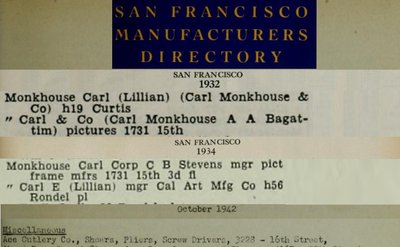 SAN FRANCISCO
MANUFACTURERS
DIRECTORY
SAN FRANCISCO
1932
Monkhouse Carl (Lillian) (Carl Monkhouse &
Co) h19 Curtis
" Carl & Co (Carl Monkhouse A A Bagat-
tim) pictures 1731 15th
SAN FRANCISCO
1934
Monkhouse Carl Corp C B Stevens mgr pict
frame mfrs 1731 15th 3d fl
" Carl E (Lillian) mgr Cal Art Mfg Co h56
Rondel pl
October 1942
Miscellaneous
Ace Cutlery Co., Shears, Pliers, Screw Drivers, 3228 - 16th Street,